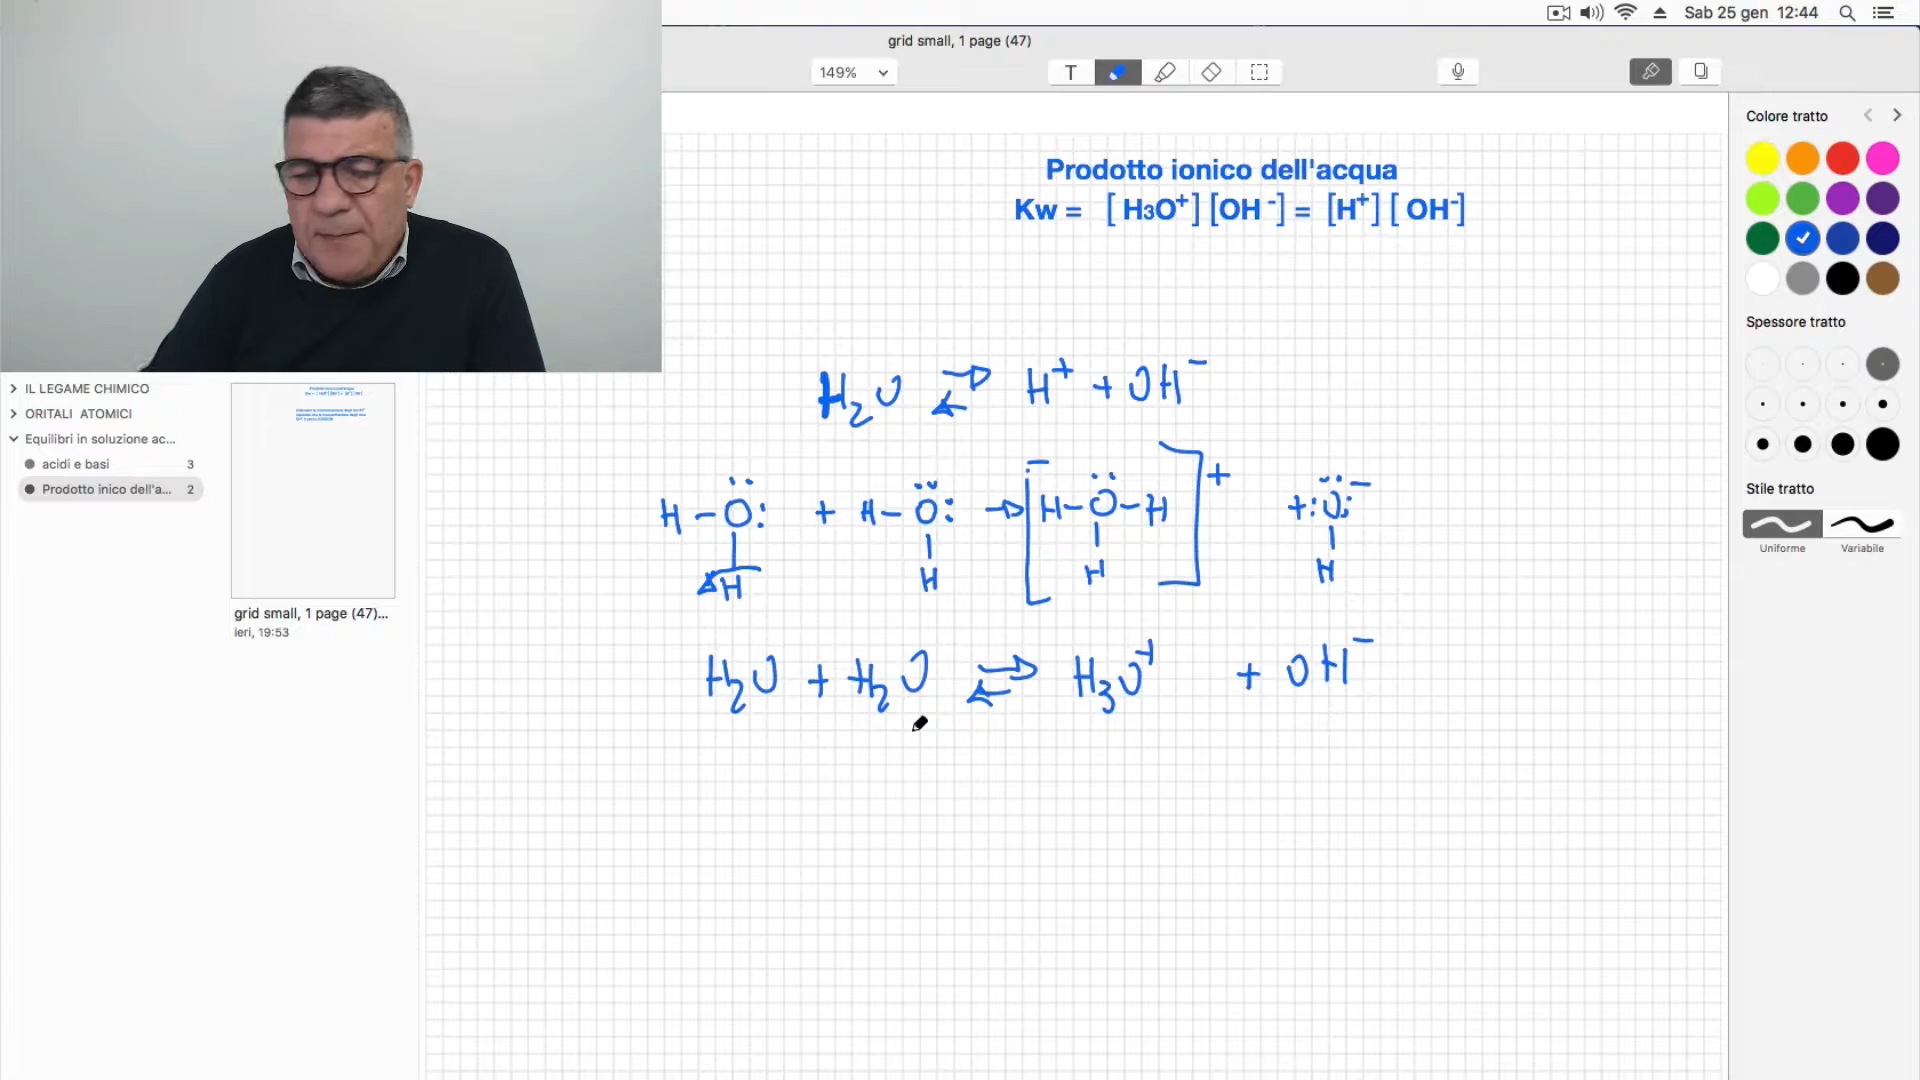 Sab 25 gen 12:44
grid small, 1 page (47)
149%
T
Colore tratto
Prodotto ionico dell'acqua
Kw = [ H3O+] [OH -] = [H+] [ OH-]
Spessore tratto
Stile tratto
Uniforme Variabile
IL LEGAME CHIMICO
ORITALI ATOMICI
Equilibri in soluzione ac...
acidi e basi 3
Prodotto inico dell'a... 2
grid small, 1 page (47)...
ieri, 19:53
H2O ⇌ H+ + OH-
H-O: + H-O: → [H-O-H]+ +:O:-
H H H H
H2O + H2O ⇌ H3O+ + OH-